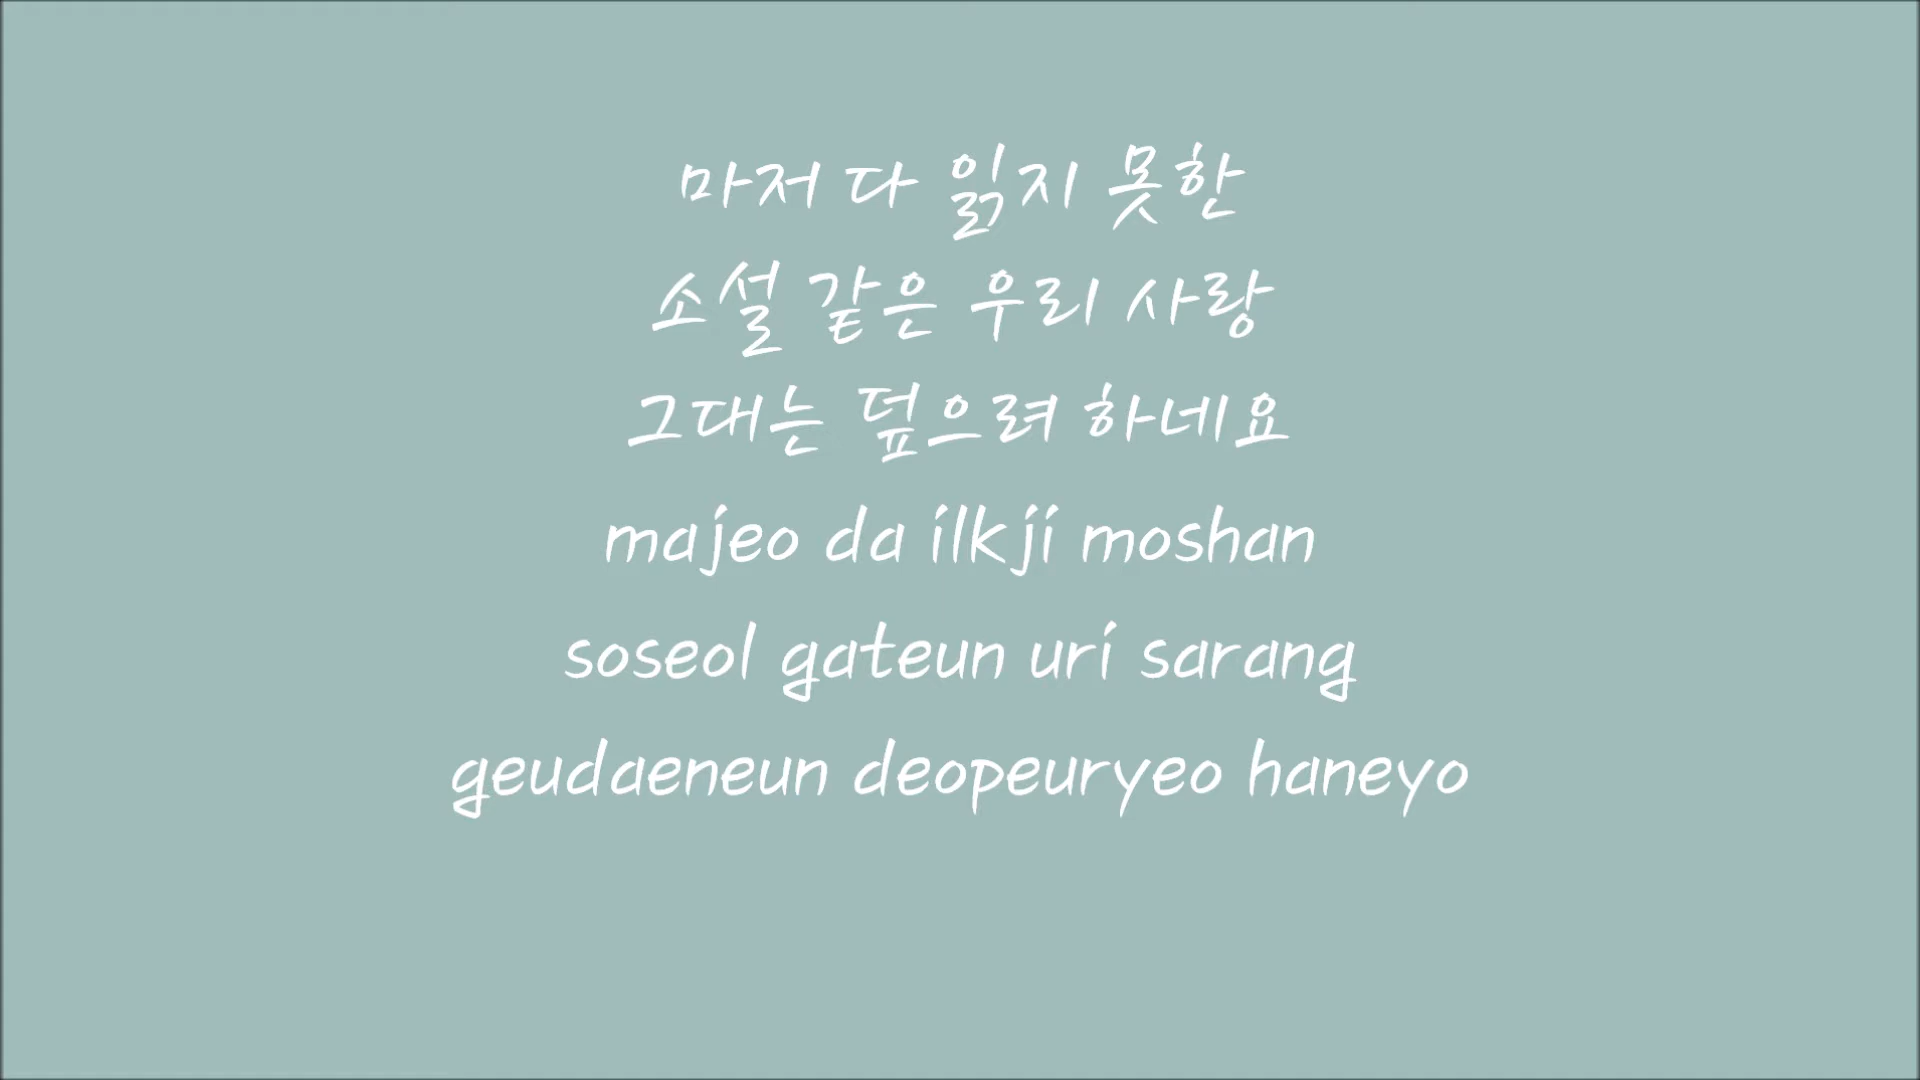 마저 다 읽지 못한
소설 같은 우리 사랑
그대는 덮으려 하네요
majeo da ilkji moshan
soseol gateun uri sarang
geudaeneun deopeuryeo haneyo